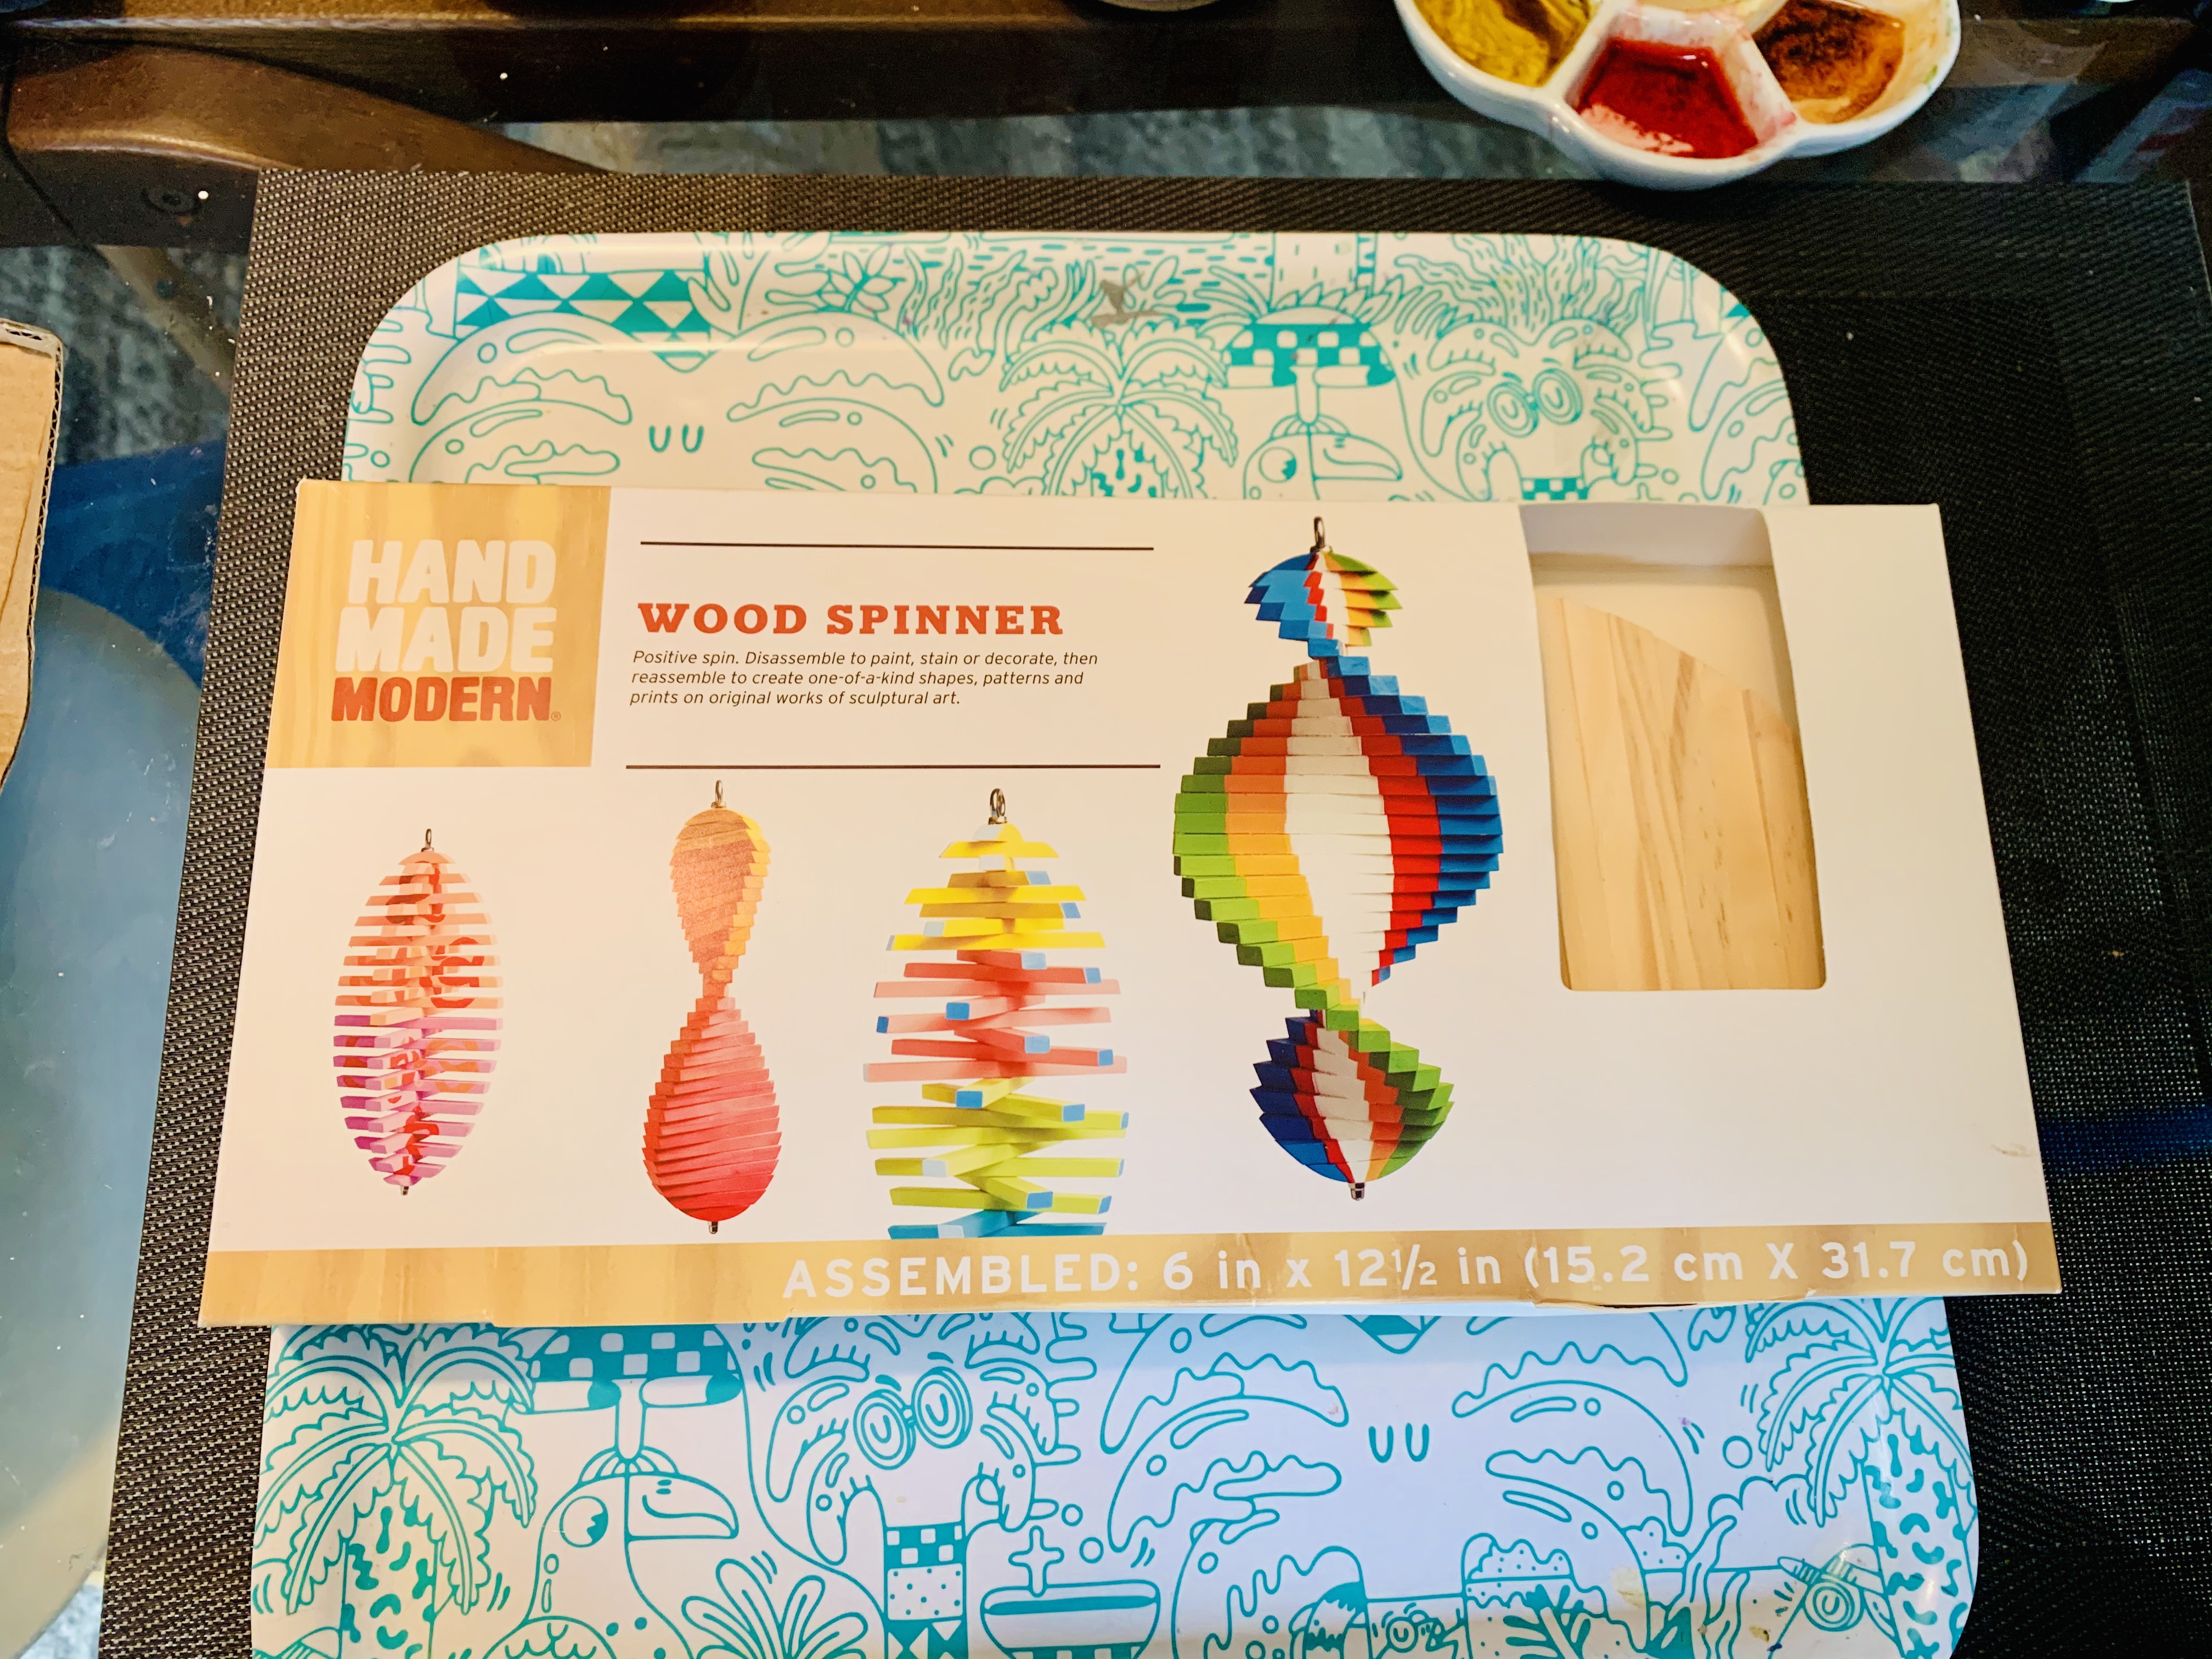 HAND
MADE
MODERN®
WOOD SPINNER
Positive spin. Disassemble to paint, stain or decorate, then
reassemble to create one-of-a-kind shapes, patterns and
prints on original works of sculptural art.
ASSEMBLED: 6 in x 12½ in (15.2 cm X 31.7 cm)